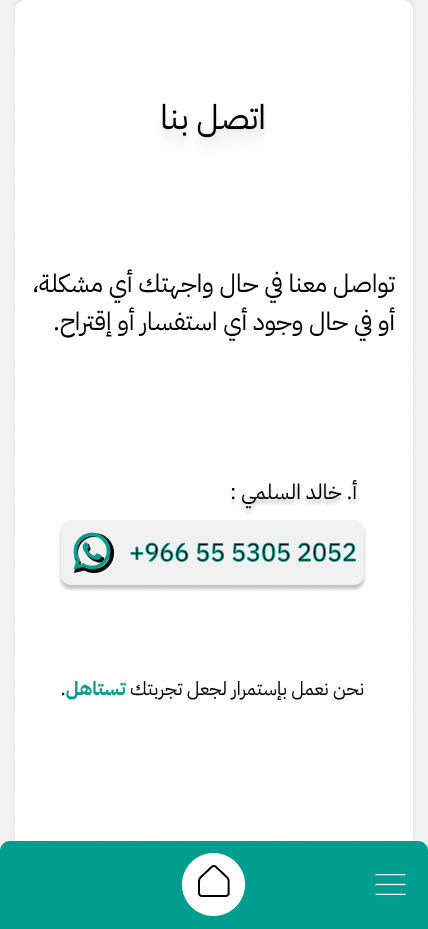 اتصل بنا
تواصل معنا في حال واجهتك أي مشكلة،
أو في حال وجود أي استفسار أو إقتراح.
أ. خالد السلمي :
+966 55 5305 2052
نحن نعمل بإستمرار لجعل تجربتك تستاهل.